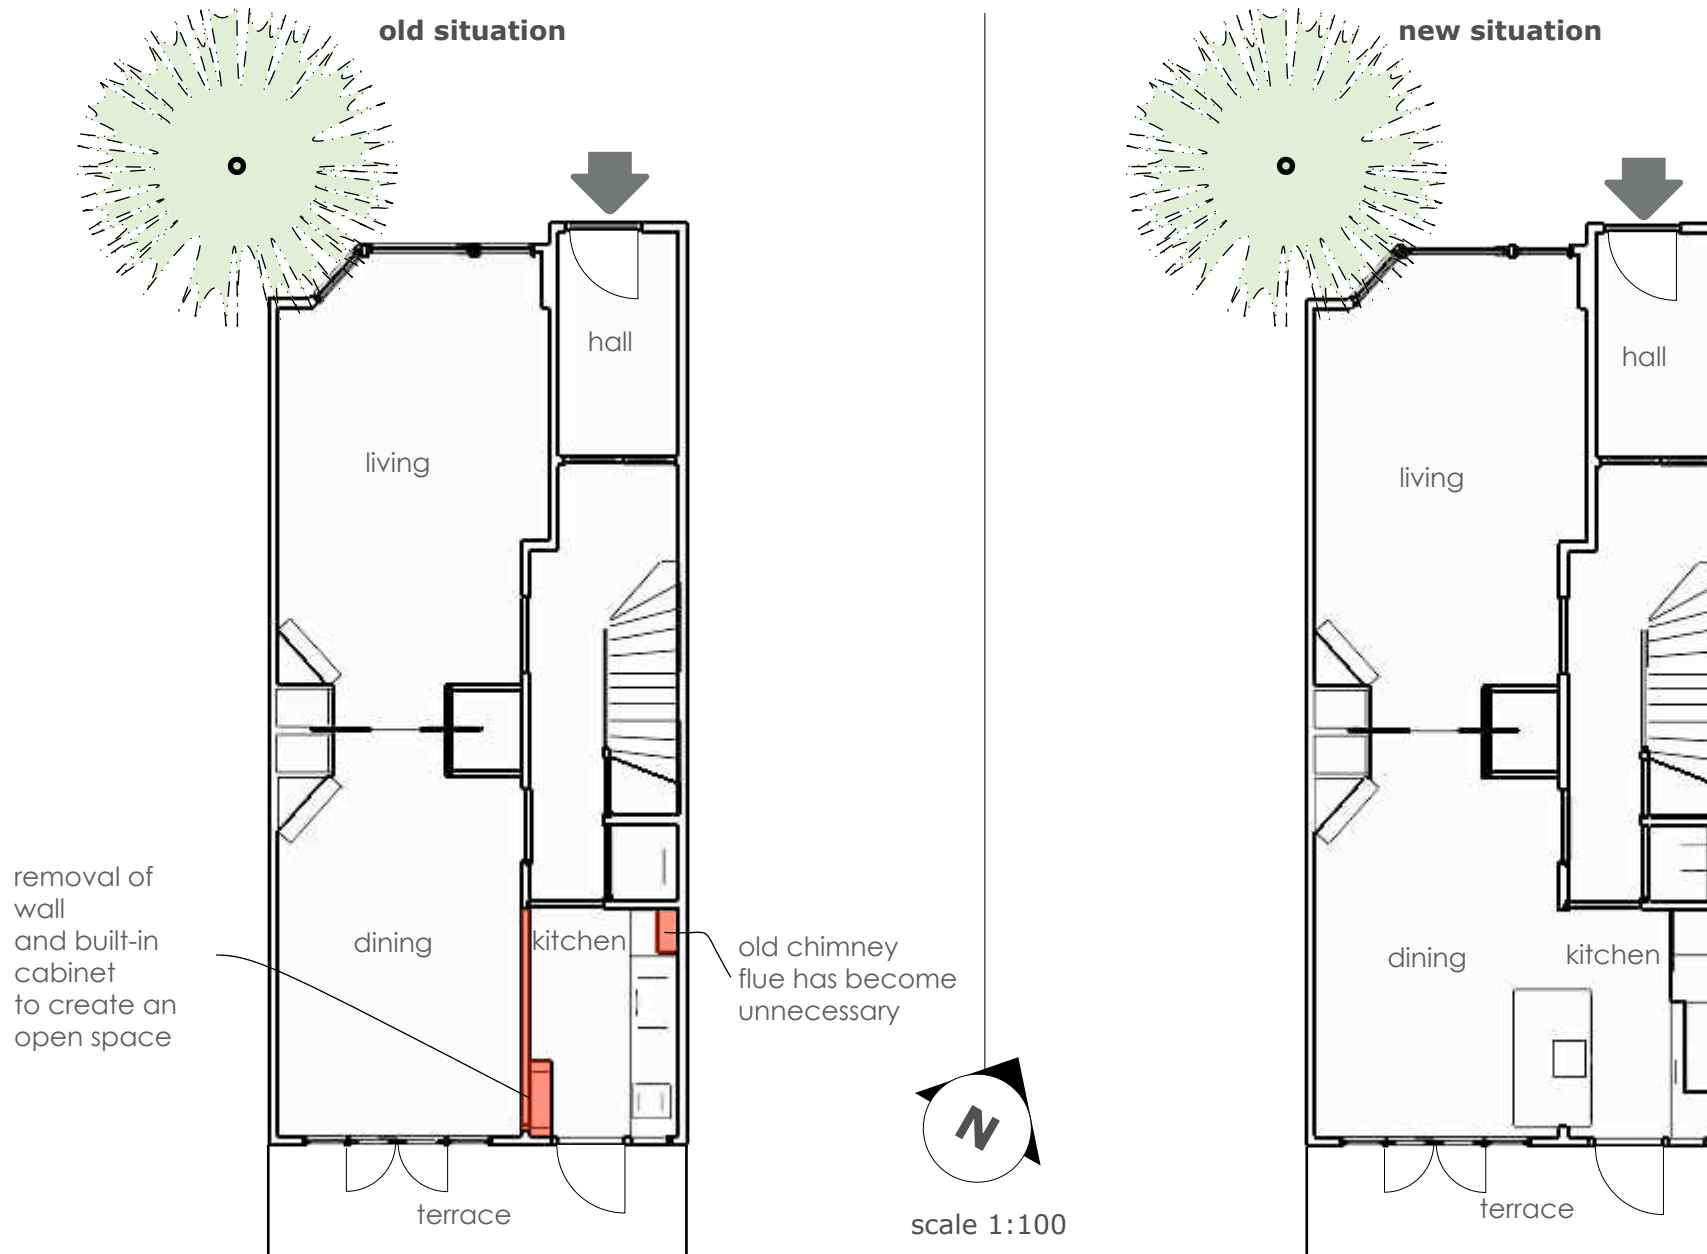 old situation
new situation
hall
living
removal of
wall
and built-in
cabinet
to create an
open space
dining
kitchen
old chimney
flue has become
unnecessary
terrace
N
scale 1:100
hall
living
dining
kitchen
terrace